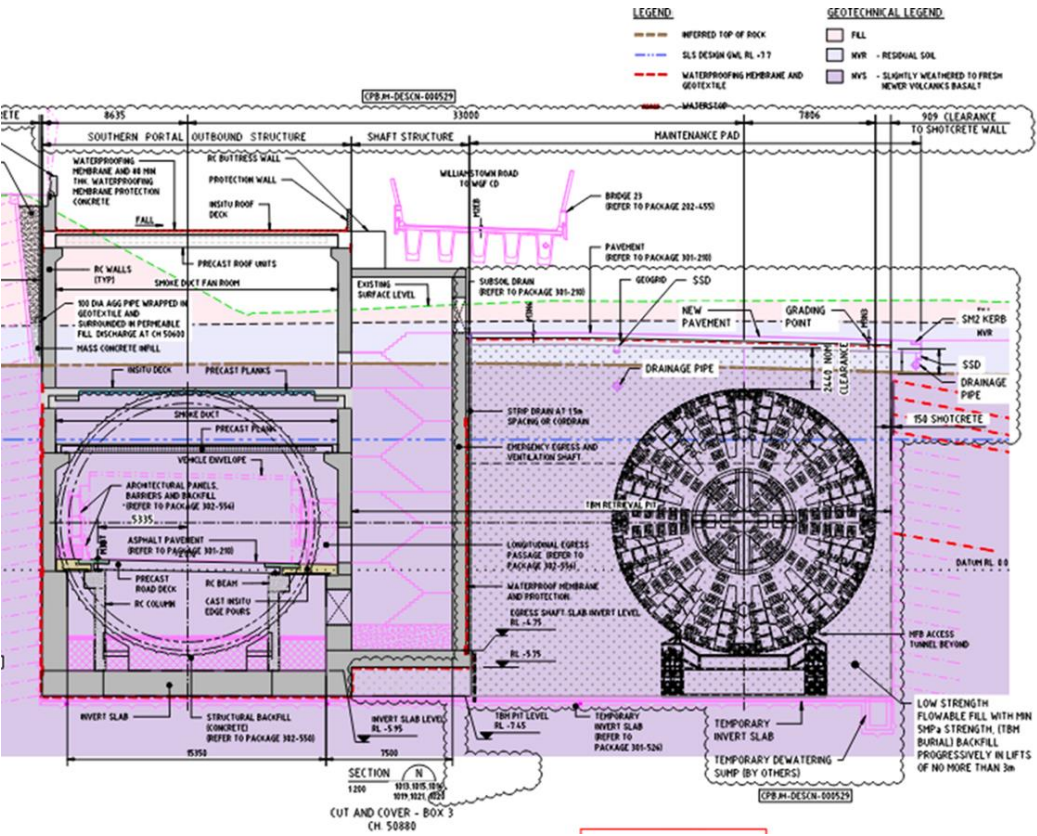 LEGEND
INFERRED TOP OF ROCK
SLS DESIGN GWL RL -7.7
WATERPROOFING MEMBRANE AND
GEOTEXTILE
WATERSTOP
GEOTECHNICAL LEGEND
FILL
NVR - RESIDUAL SOIL
NVS - SLIGHTLY WEATHERED TO FRESH
NEWER VOLCANICS BASALT
CPBJH-DESCN-000529
8635
33000
7806
909 CLEARANCE
TO SHOTCRETE WALL
SOUTHERN PORTAL OUTBOUND STRUCTURE
SHAFT STRUCTURE
MAINTENANCE PAD
WATERPROOFING
MEMBRANE AND 80 MIN
THK. WATERPROOFING
MEMBRANE PROTECTION
CONCRETE
RC BUTTRESS WALL
PROTECTION WALL
INSITU ROOF
DECK
FALL
PRECAST ROOF UNITS
RC WALLS
(TYP)
SMOKE DUCT FAN ROOM
100 DIA AGG PIPE WRAPPED IN
GEOTEXTILE AND
SURROUNDED IN PERMEABLE
FILL DISCHARGE AT CH 50600
MASS CONCRETE INFILL
WILLIAMSTOWN ROAD
TO WGF CD
BRIDGE 23
(REFER TO PACKAGE 202-455)
PAVEMENT
(REFER TO PACKAGE 301-210)
EXISTING
SURFACE LEVEL
SUBSOIL DRAIN
(REFER TO PACKAGE 301-210)
GEOGRID
SSD
NEW
PAVEMENT
GRADING
POINT
SM2 KERB
NVR
SSD
DRAINAGE
PIPE
DRAINAGE PIPE
2440 NOM
CLEARANCE
INSITU DECK
PRECAST PLANKS
SMOKE DUCT
PRECAST PLANK
VEHICLE ENVELOPE
STRIP DRAIN AT 1.5m
SPACING OR CORDRAIN
EMERGENCY EGRESS AND
VENTILATION SHAFT.
150 SHOTCRETE
ARCHITECTURAL PANELS,
BARRIERS AND BACKFILL
(REFER TO PACKAGE 302-554)
5335
TBM RETRIEVAL PIT
ASPHALT PAVEMENT
(REFER TO PACKAGE 301-210)
LONGITUDINAL EGRESS
PASSAGE (REFER TO
PACKAGE 302-556)
DATUM RL 0.0
PRECAST
ROAD DECK
RC BEAM
RC COLUMN
CAST INSITU
EDGE POURS
WATERPROOF MEMBRANE
AND PROTECTION.
EGRESS SHAFT SLAB INVERT LEVEL
RL -4.75
RL -5.75
MFB ACCESS
TUNNEL BEYOND
INVERT SLAB
STRUCTURAL BACKFILL
(CONCRETE)
(REFER TO PACKAGE 302-550)
INVERT SLAB LEVEL
RL -5.95
TBM PIT LEVEL
RL -7.45
TEMPORARY
INVERT SLAB
(REFER TO
PACKAGE 301-526)
TEMPORARY
INVERT SLAB
TEMPORARY DEWATERING
SUMP (BY OTHERS)
LOW STRENGTH
FLOWABLE FILL WITH MIN
5MPa STRENGTH, (TBM
BURIAL) BACKFILL
PROGRESSIVELY IN LIFTS
OF NO MORE THAN 3m
15350
7500
SECTION
N
1:200
CUT AND COVER - BOX 3
CH 50880
CPBJH-DESCN-000529